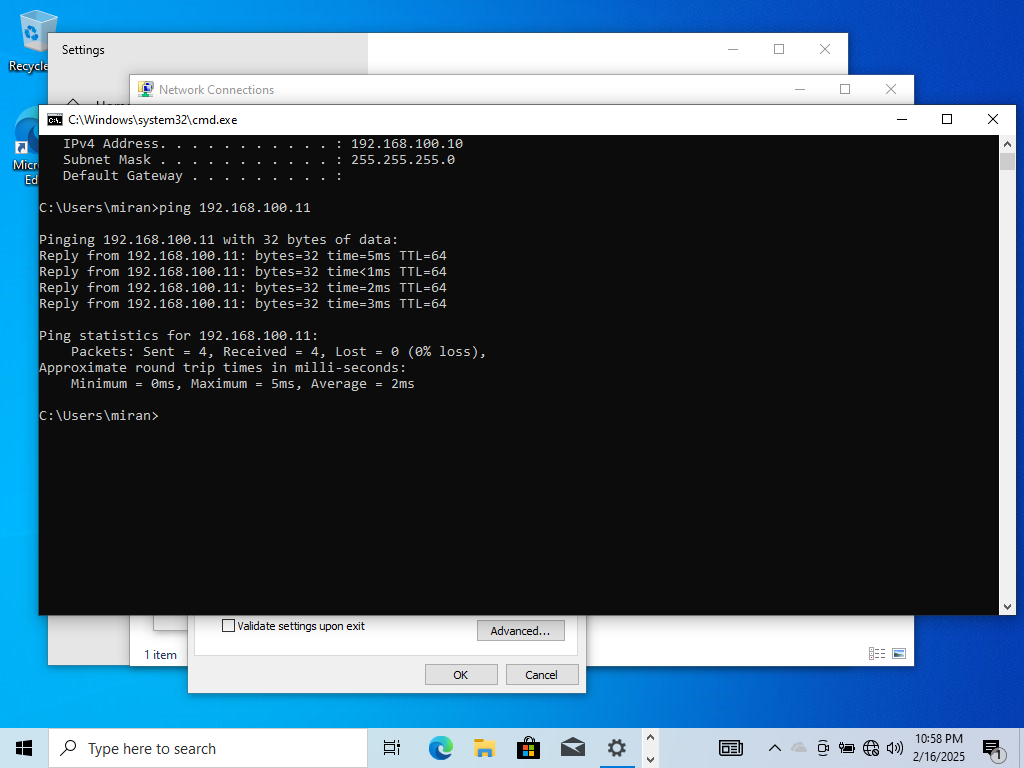 Recycle
Settings
Network Connections
C:\Windows\system32\cmd.exe
Micr
Ed
IPv4 Address. . . . . . . . . . . : 192.168.100.10
Subnet Mask . . . . . . . . . . . : 255.255.255.0
Default Gateway . . . . . . . . . :
C:\Users\miran>ping 192.168.100.11
Pinging 192.168.100.11 with 32 bytes of data:
Reply from 192.168.100.11: bytes=32 time=5ms TTL=64
Reply from 192.168.100.11: bytes=32 time<1ms TTL=64
Reply from 192.168.100.11: bytes=32 time=2ms TTL=64
Reply from 192.168.100.11: bytes=32 time=3ms TTL=64
Ping statistics for 192.168.100.11:
Packets: Sent = 4, Received = 4, Lost = 0 (0% loss),
Approximate round trip times in milli-seconds:
Minimum = 0ms, Maximum = 5ms, Average = 2ms
C:\Users\miran>
Validate settings upon exit
Advanced...
1 item
OK
Cancel
Type here to search
10:58 PM
2/16/2025
1